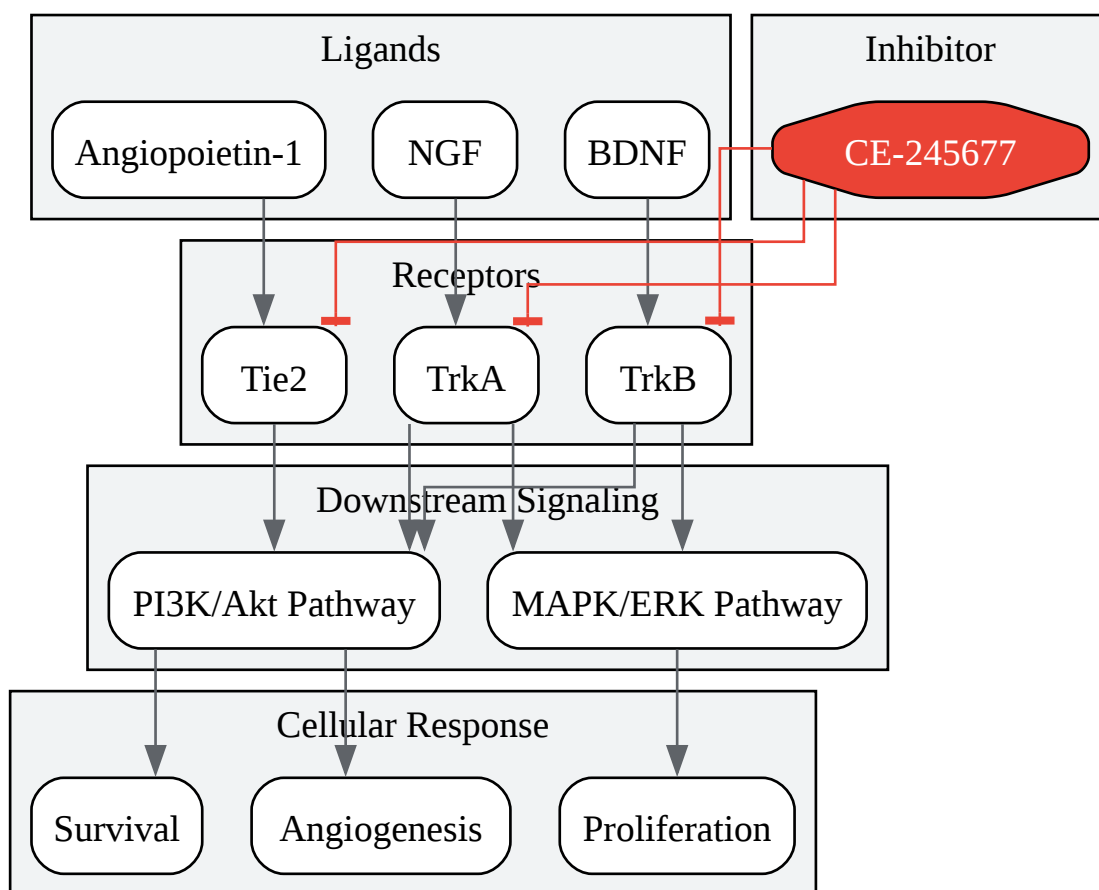 Ligands
Inhibitor
Angiopoietin-1
NGF
BDNF
CE-245677
Receptors
Tie2
TrkA
TrkB
Downstream Signaling
PI3K/Akt Pathway
MAPK/ERK Pathway
Cellular Response
Survival
Angiogenesis
Proliferation